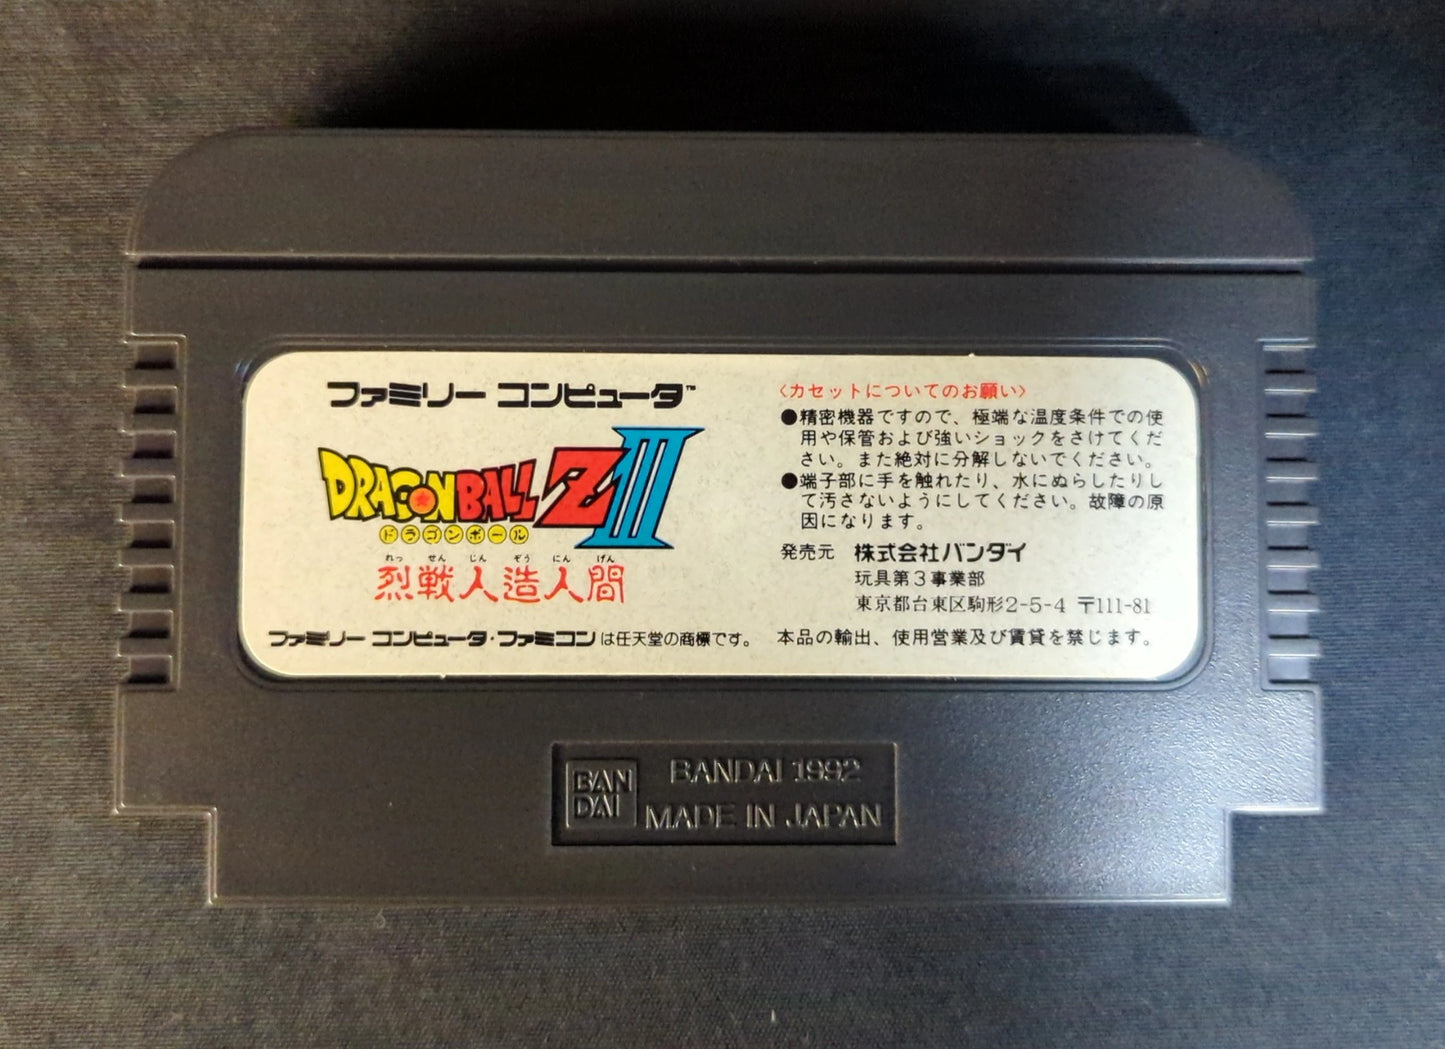 ファミリー コンピュータ™
DRAGON BALL Z III
ドラゴンボール
れっ せん じん ぞう にん げん
烈戦人造人間
ファミリー コンピュータ・ファミコンは任天堂の商標です。
〈カセットについてのお願い〉
●精密機器ですので、極端な温度条件での使
用や保管および強いショックをさけてくだ
さい。また絶対に分解しないでください。
●端子部に手を触れたり、水にぬらしたりし
て汚さないようにしてください。故障の原
因になります。
発売元 株式会社バンダイ
玩具第3事業部
東京都台東区駒形2-5-4 〒111-81
本品の輸出、使用営業及び賃貸を禁じます。
BAN
DAI
BANDAI 1992
MADE IN JAPAN